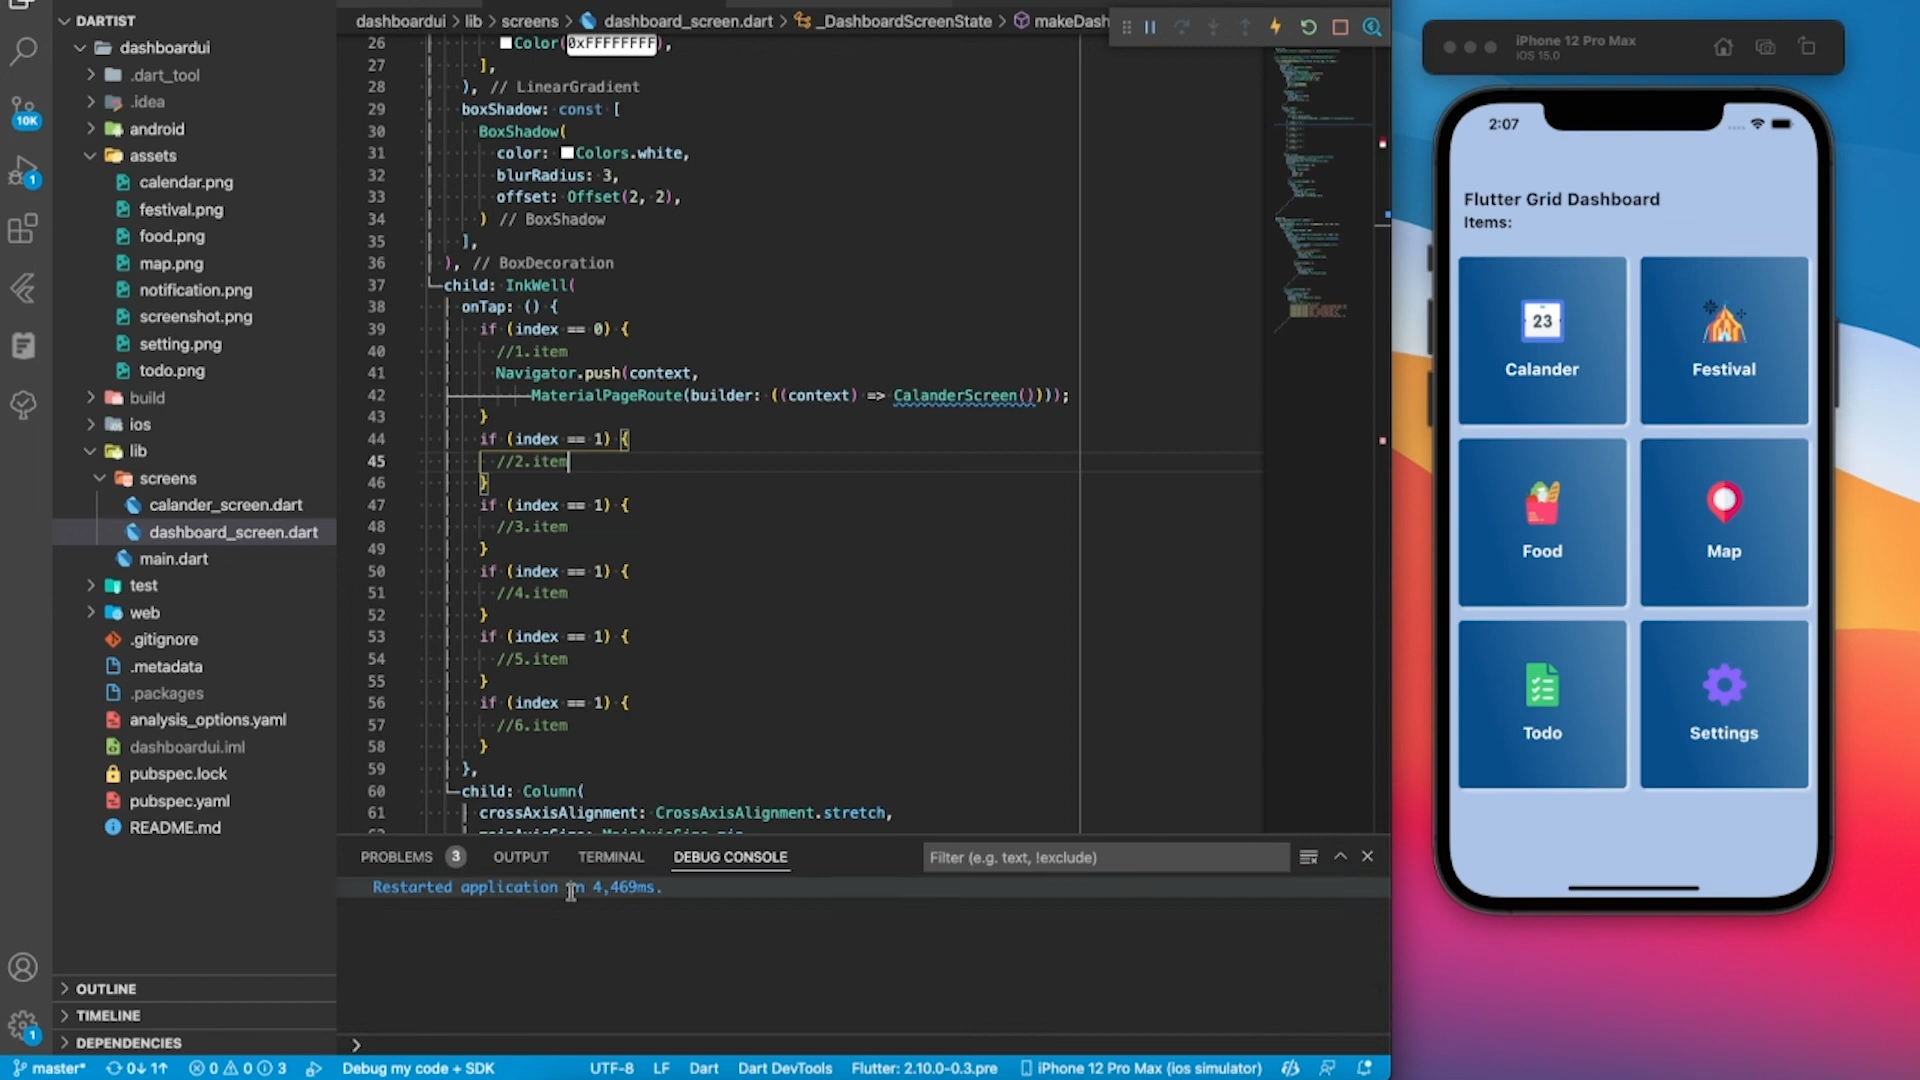 DARTIST
dashboardui
.dart_tool
.idea
android
assets
calendar.png
festival.png
food.png
map.png
notification.png
screenshot.png
setting.png
todo.png
build
ios
lib
screens
calander_screen.dart
dashboard_screen.dart
main.dart
test
web
.gitignore
.metadata
.packages
analysis_options.yaml
dashboardui.iml
pubspec.lock
pubspec.yaml
README.md
OUTLINE
TIMELINE
DEPENDENCIES
10K
1
1
dashboardui > lib > screens > dashboard_screen.dart > _DashboardScreenState > makeDash
26 Color(0xFFFFFFFF),
27 ],
28 ), // LinearGradient
29 boxShadow: const [
30 BoxShadow(
31 color: Colors.white,
32 blurRadius: 3,
33 offset: Offset(2, 2),
34 ) // BoxShadow
35 ],
36 ), // BoxDecoration
37 child: InkWell(
38 onTap: () {
39 if (index == 0) {
40 //1.item
41 Navigator.push(context,
42 MaterialPageRoute(builder: ((context) => CalanderScreen())));
43 }
44 if (index == 1) {
45 //2.item
46 }
47 if (index == 1) {
48 //3.item
49 }
50 if (index == 1) {
51 //4.item
52 }
53 if (index == 1) {
54 //5.item
55 }
56 if (index == 1) {
57 //6.item
58 }
59 },
60 child: Column(
61 crossAxisAlignment: CrossAxisAlignment.stretch,
PROBLEMS 3 OUTPUT TERMINAL DEBUG CONSOLE Filter (e.g. text, !exclude)
Restarted application in 4,469ms.
master* 0↓ 1↑ 0 0 3 Debug my code + SDK UTF-8 LF Dart Dart DevTools Flutter: 2.10.0-0.3.pre iPhone 12 Pro Max (ios simulator)
iPhone 12 Pro Max
iOS 15.0
2:07
Flutter Grid Dashboard
Items:
23
Calander
Festival
Food
Map
Todo
Settings